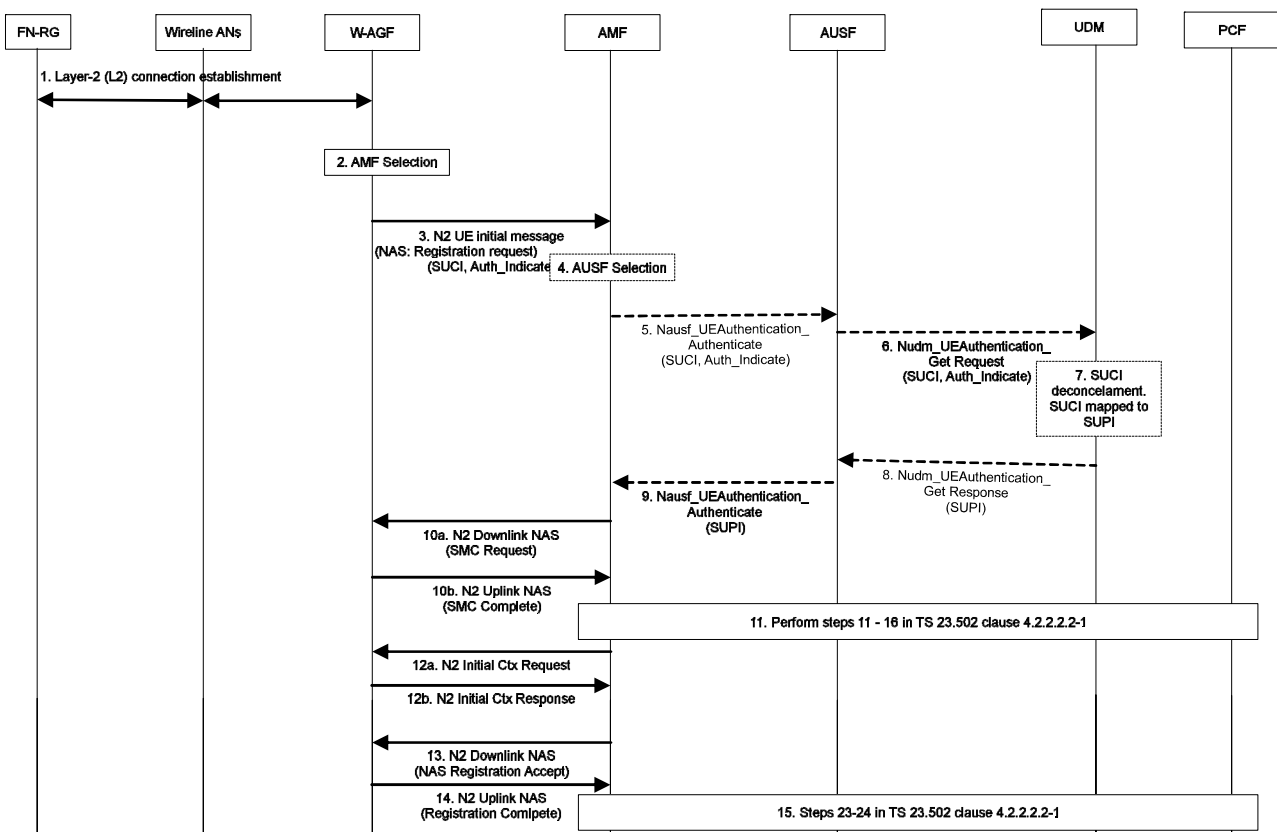 FN-RG
Wireline ANs
W-AGF
AMF
AUSF
UDM
PCF
1. Layer-2 (L2) connection establishment
2. AMF Selection
3. N2 UE initial message
(NAS: Registration request)
(SUCI, Auth_Indicate
4. AUSF Selection
5. Nausf_UEAuthentication_
Authenticate
(SUCI, Auth_Indicate)
6. Nudm_UEAuthentication_
Get Request
(SUCI, Auth_Indicate)
7. SUCI
deconcelament.
SUCI mapped to
SUPI
8. Nudm_UEAuthentication_
Get Response
(SUPI)
9. Nausf_UEAuthentication_
Authenticate
(SUPI)
10a. N2 Downlink NAS
(SMC Request)
10b. N2 Uplink NAS
(SMC Complete)
11. Perform steps 11 - 16 in TS 23.502 clause 4.2.2.2.2-1
12a. N2 Initial Ctx Request
12b. N2 Initial Ctx Response
13. N2 Downlink NAS
(NAS Registration Accept)
14. N2 Uplink NAS
(Registration Comlpete)
15. Steps 23-24 in TS 23.502 clause 4.2.2.2.2-1